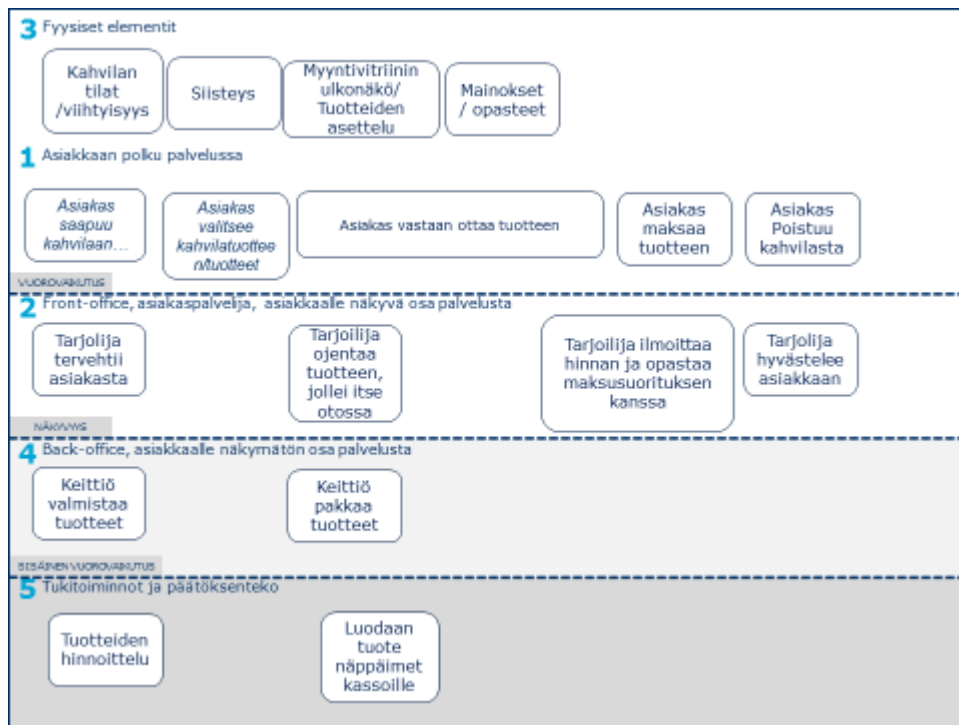 3 Fyysiset elementit
Kahvilan
tilat
/viihtyisyys
Siisteys
Myyntivitriinin
ulkonäkö/
Tuotteiden
asettelu
Mainokset
/ opasteet
1 Asiakkaan polku palvelussa
Asiakas
saapuu
kahvilaan...
Asiakas
valitsee
kahvilatuottee
n/tuotteet
Asiakas vastaan ottaa tuotteen
Asiakas
maksaa
tuotteen
Asiakas
Poistuu
kahvilasta
VUOROVAIKUTUS
2 Front-office, asiakaspalvelija, asiakkaalle näkyvä osa palvelusta
Tarjolija
tervehtii
asiakasta
Tarjoilija
ojentaa
tuotteen,
jollei itse
otossa
Tarjoilija ilmoittaa
hinnan ja opastaa
maksusuorituksen
kanssa
Tarjolija
hyvästelee
asiakkaan
NÄKYVYS
4 Back-office, asiakkaalle näkymätön osa palvelusta
Keittiö
valmistaa
tuotteet
Keittiö
pakkaa
tuotteet
SISÄINEN VUOROVAIKUTUS
5 Tukitoiminnot ja päätöksenteko
Tuotteiden
hinnoittelu
Luodaan
tuote
näppäimet
kassoille